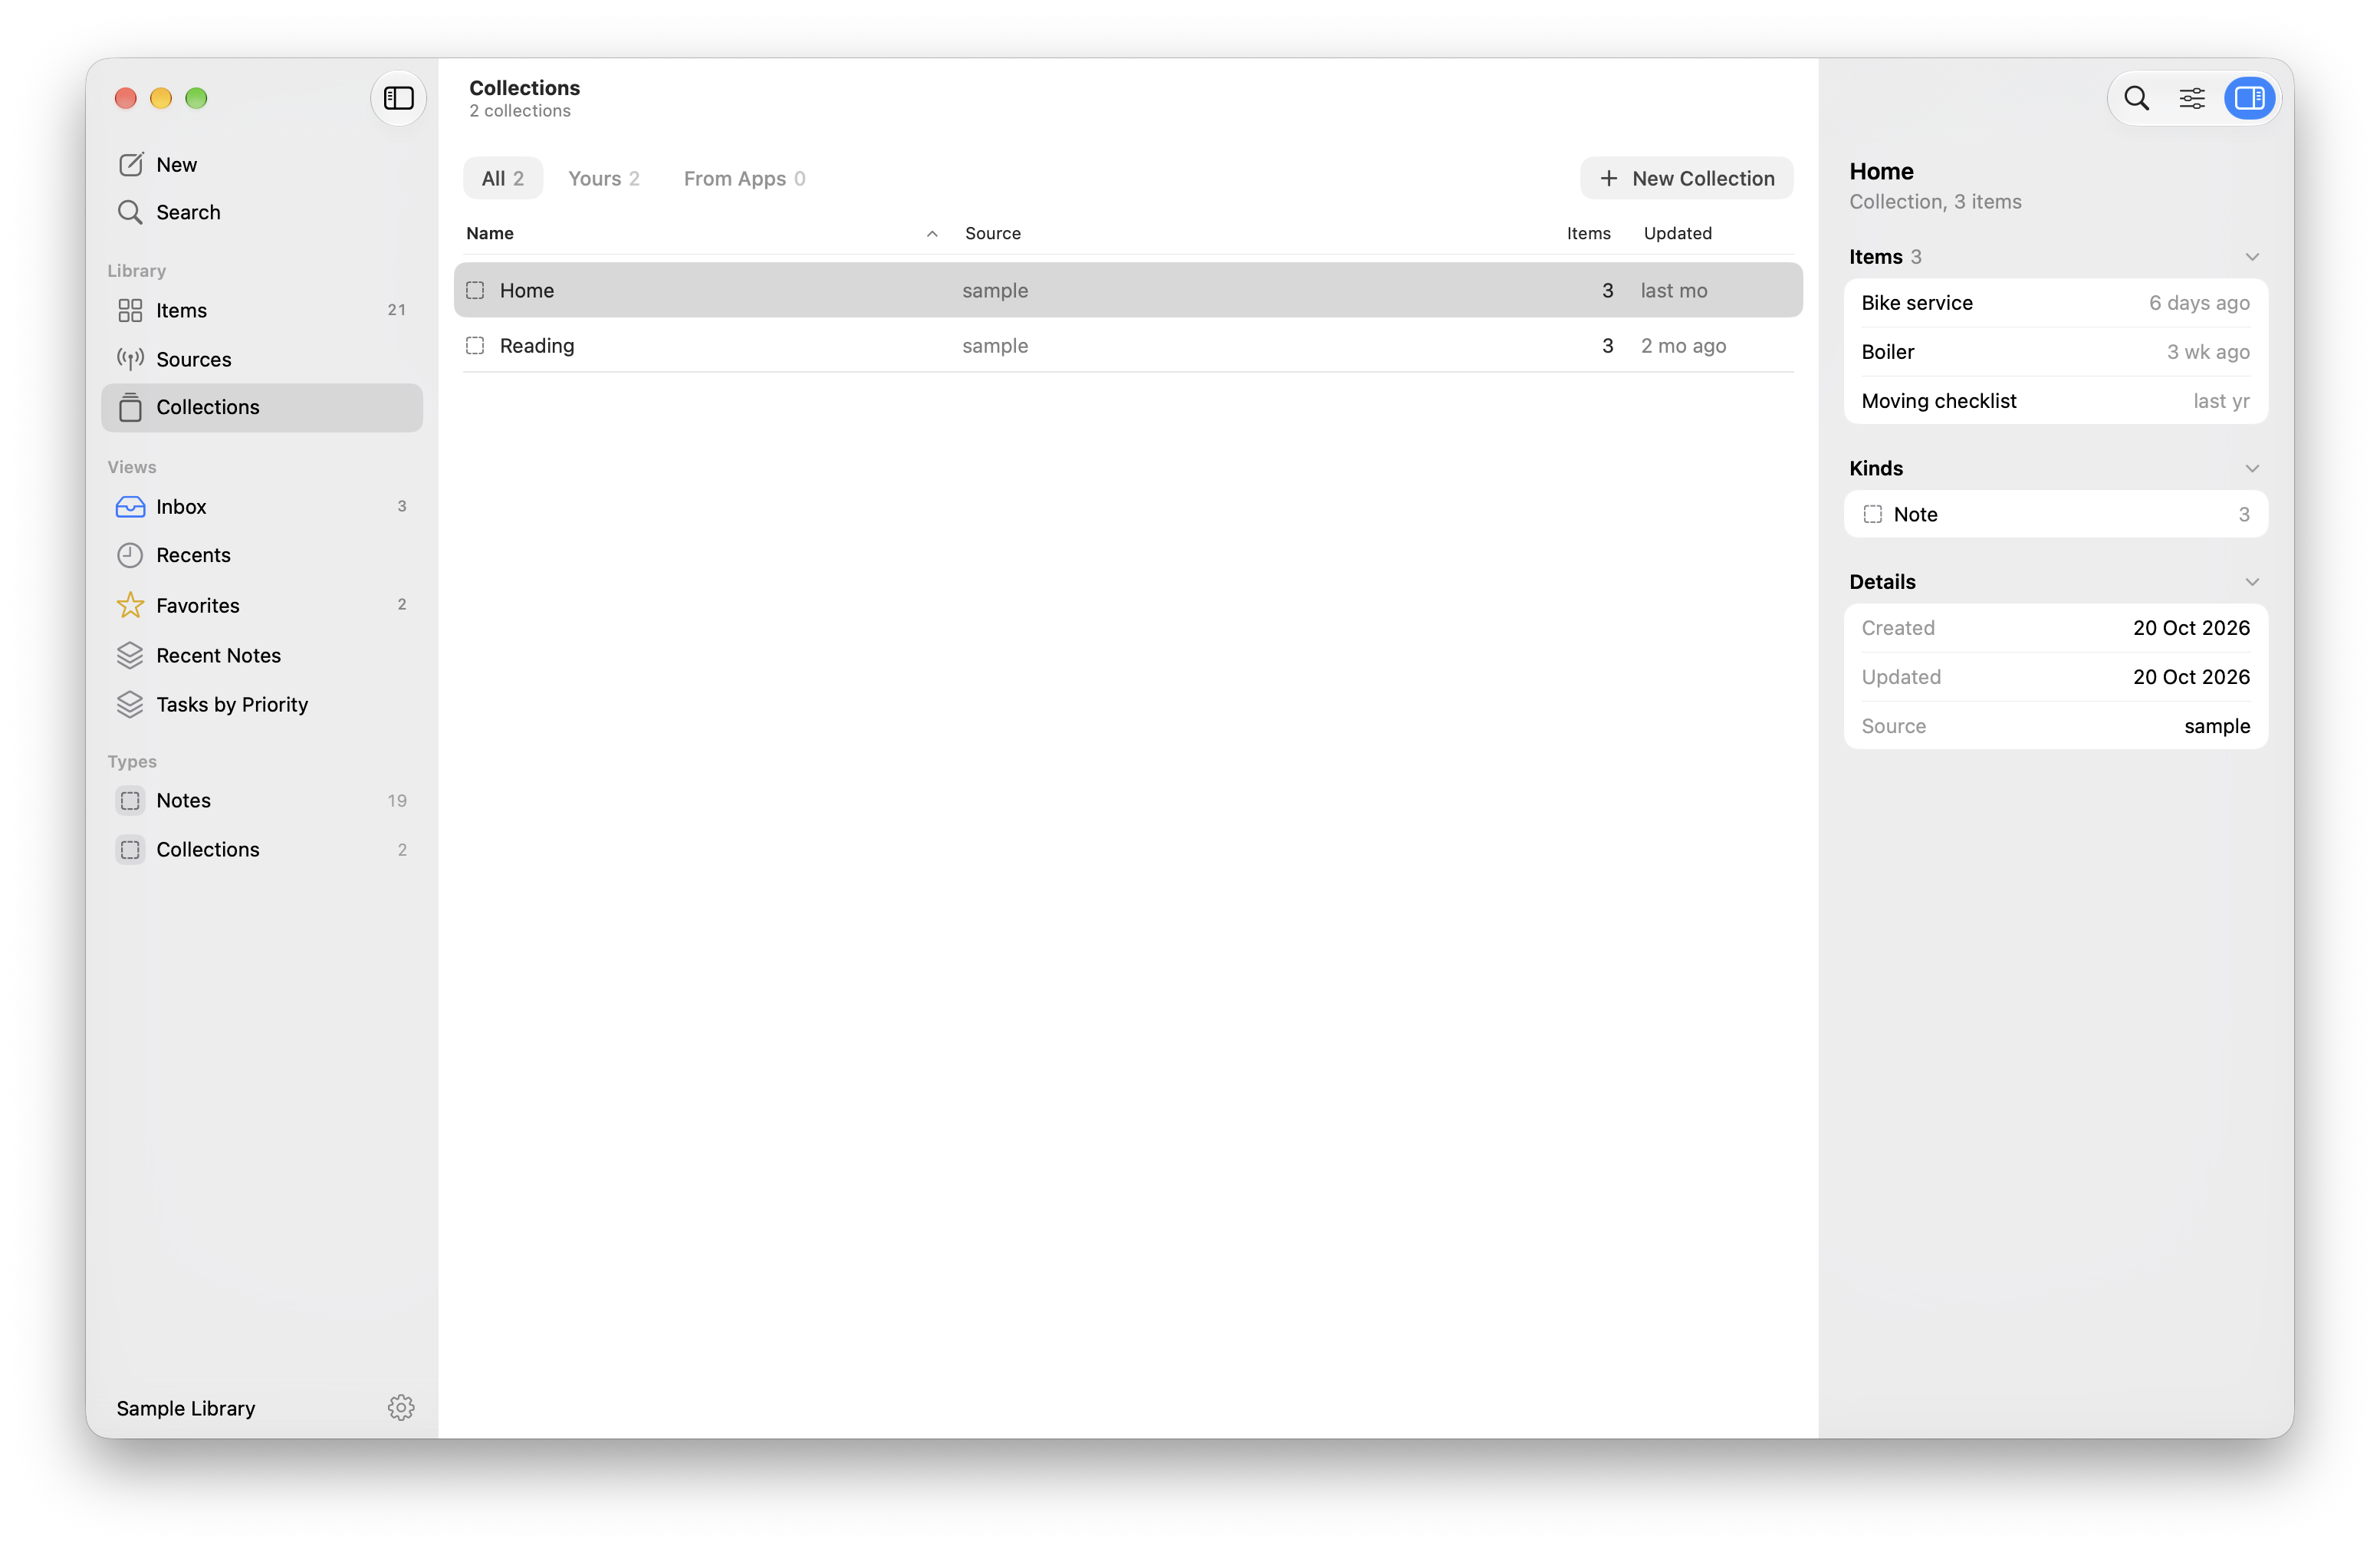 New
Search
Library
Items 21
Sources
Collections
Views
Inbox 3
Recents
Favorites 2
Recent Notes
Tasks by Priority
Types
Notes 19
Collections 2
Sample Library
Collections
2 collections
All 2 Yours 2 From Apps 0 New Collection
Name Source Items Updated
Home sample 3 last mo
Reading sample 3 2 mo ago
Home
Collection, 3 items
Items 3
Bike service 6 days ago
Boiler 3 wk ago
Moving checklist last yr
Kinds
Note 3
Details
Created 20 Oct 2026
Updated 20 Oct 2026
Source sample